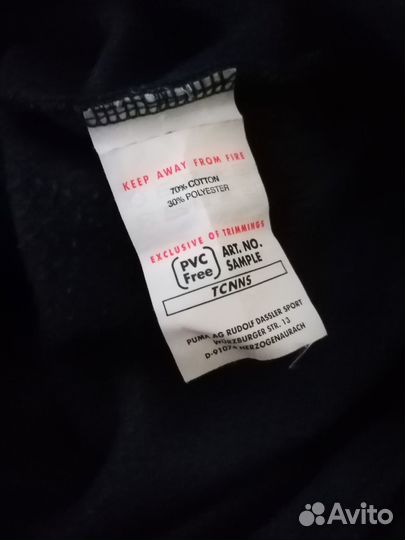 KEEP AWAY FROM FIRE
70% COTTON
30% POLYESTER
EXCLUSIVE OF TRIMMINGS
PVC Free
ART. NO.
SAMPLE
TCNNS
PUMA AG RUDOLF DASSLER SPORT
WÜRZBURGER STR. 13
D-91074 HERZOGENAURACH
Avito